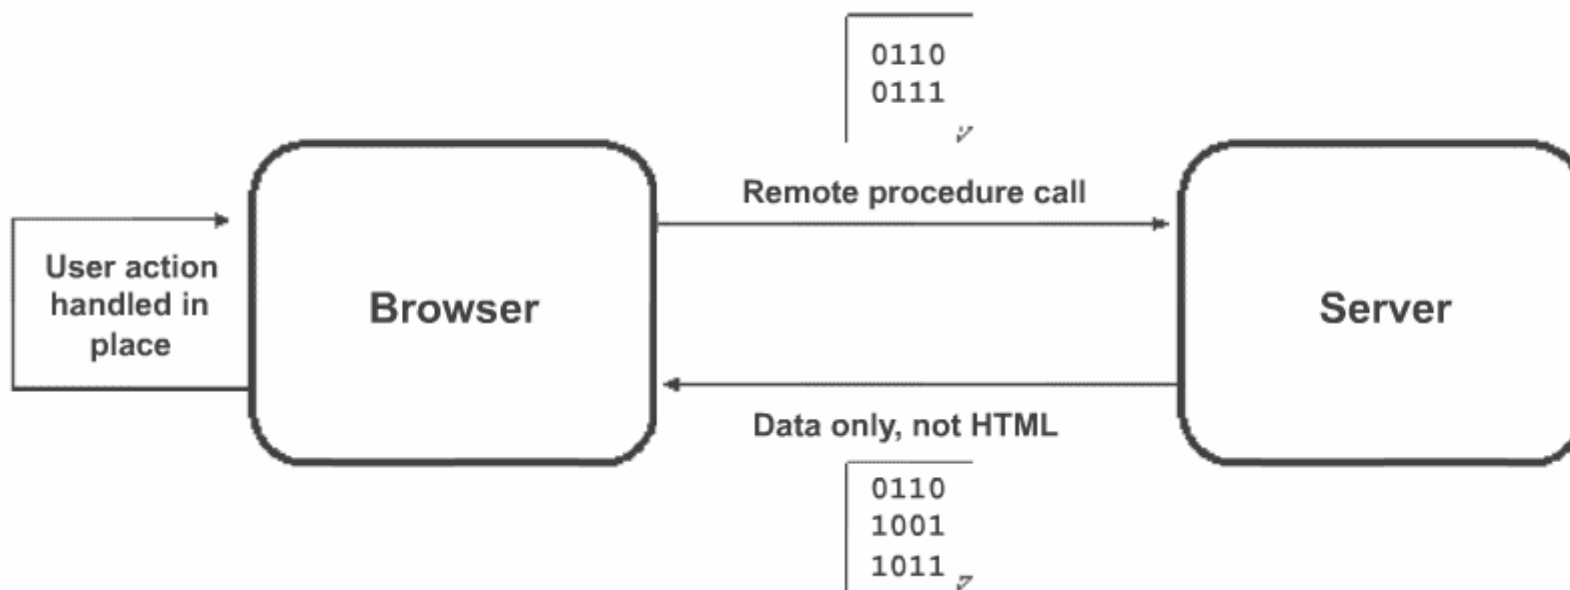 0110
0111
Remote procedure call
User action
handled in
place
Browser
Server
Data only, not HTML
0110
1001
1011